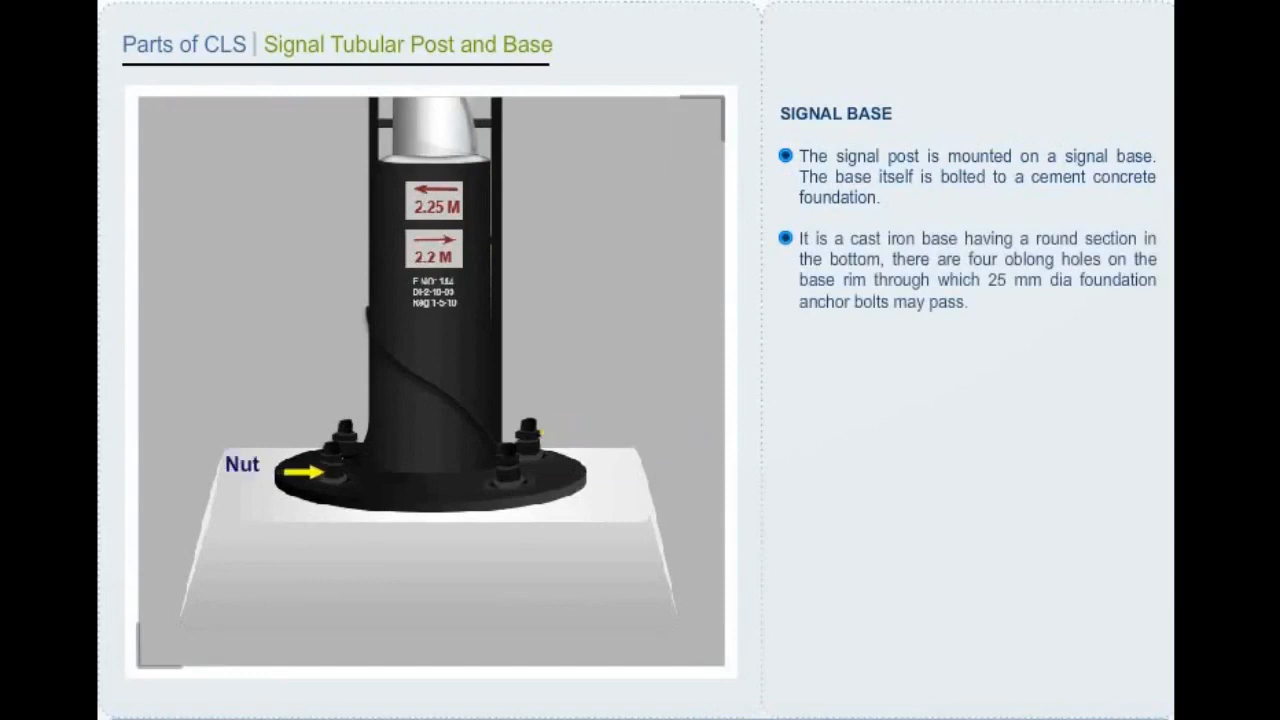 Parts of CLS | Signal Tubular Post and Base
SIGNAL BASE
The signal post is mounted on a signal base.
The base itself is bolted to a cement concrete
foundation.
It is a cast iron base having a round section in
the bottom, there are four oblong holes on the
base rim through which 25 mm dia foundation
anchor bolts may pass.
2.25 M
2.2 M
Nut